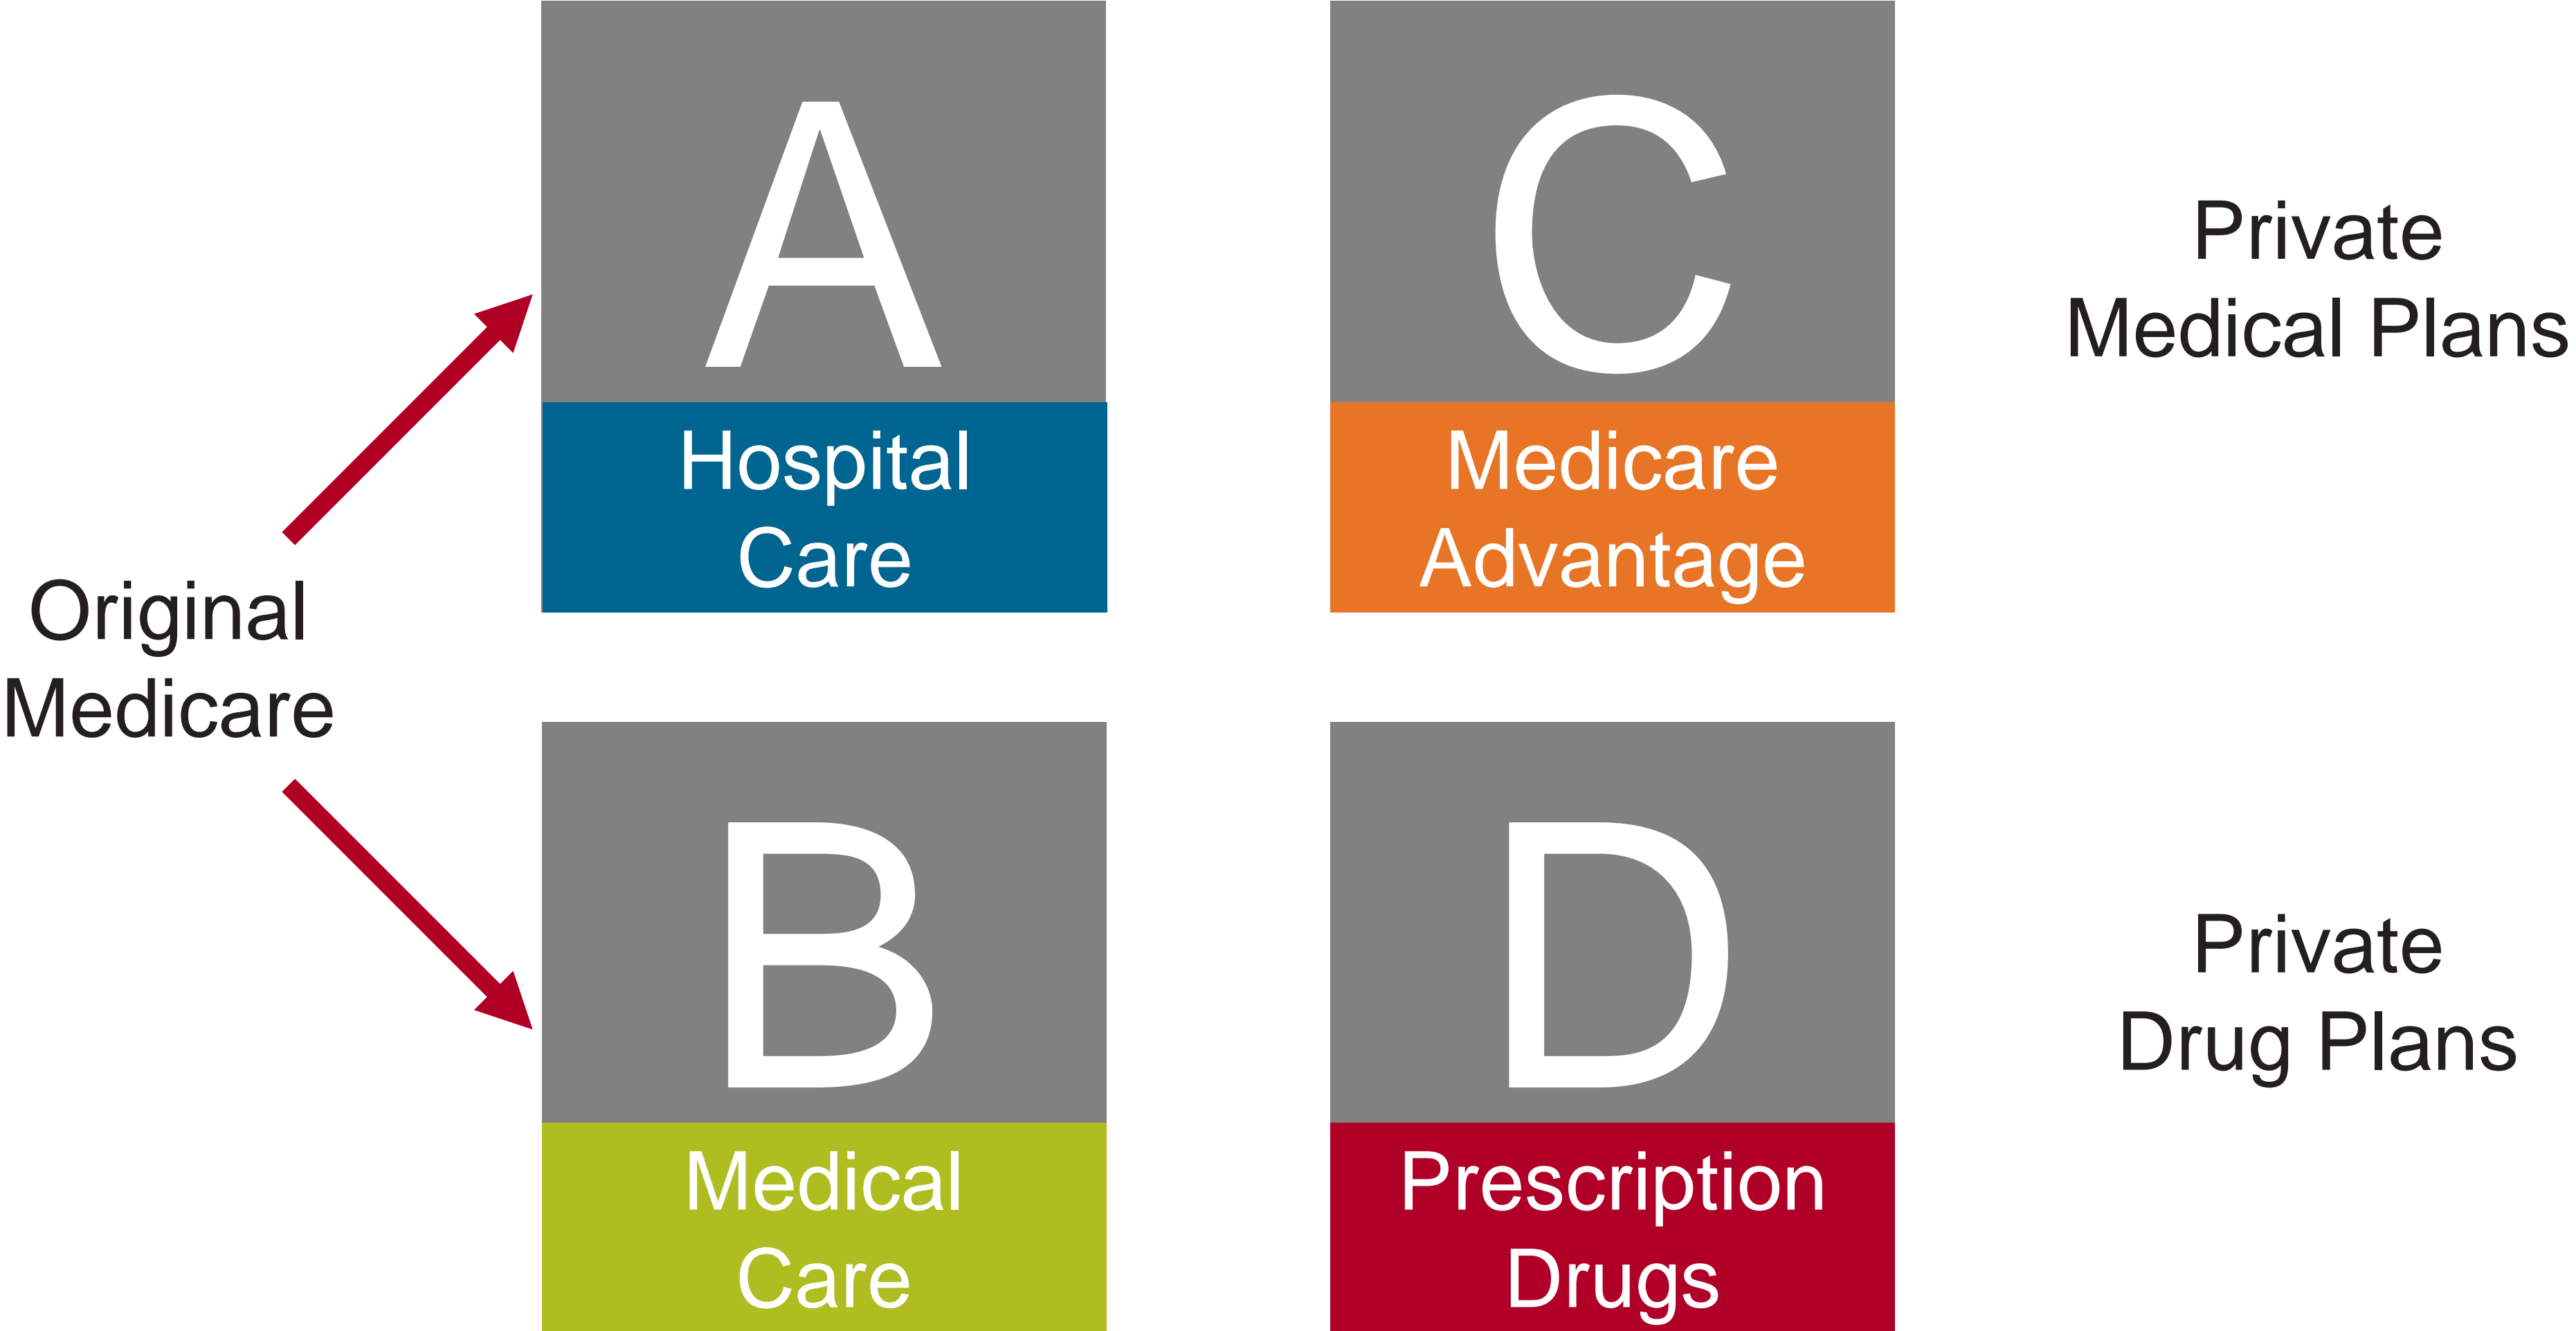 Original
Medicare
A
Hospital
Care
B
Medical
Care
C
Medicare
Advantage
Private
Medical Plans
D
Prescription
Drugs
Private
Drug Plans